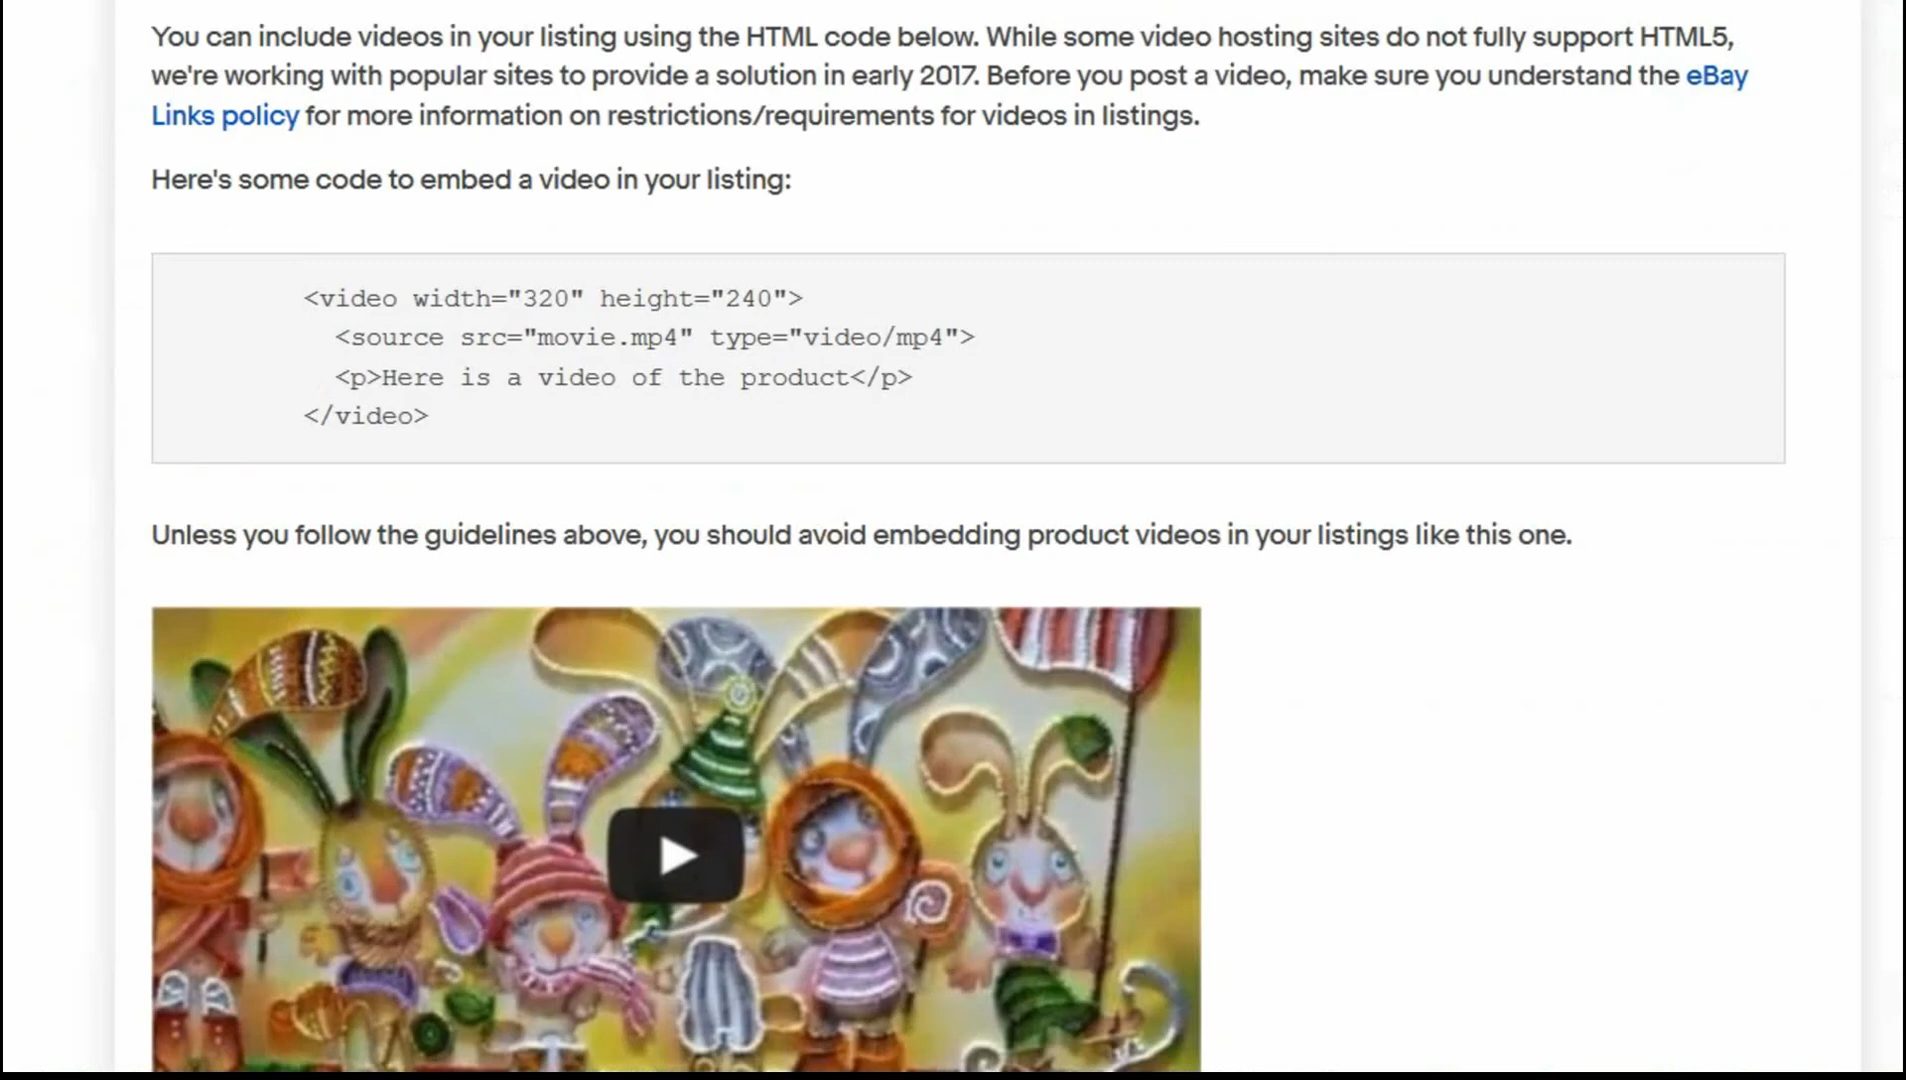 You can include videos in your listing using the HTML code below. While some video hosting sites do not fully support HTML5,
we're working with popular sites to provide a solution in early 2017. Before you post a video, make sure you understand the eBay
Links policy for more information on restrictions/requirements for videos in listings.
Here's some code to embed a video in your listing:
<video width="320" height="240">
<source src="movie.mp4" type="video/mp4">
<p>Here is a video of the product</p>
</video>
Unless you follow the guidelines above, you should avoid embedding product videos in your listings like this one.